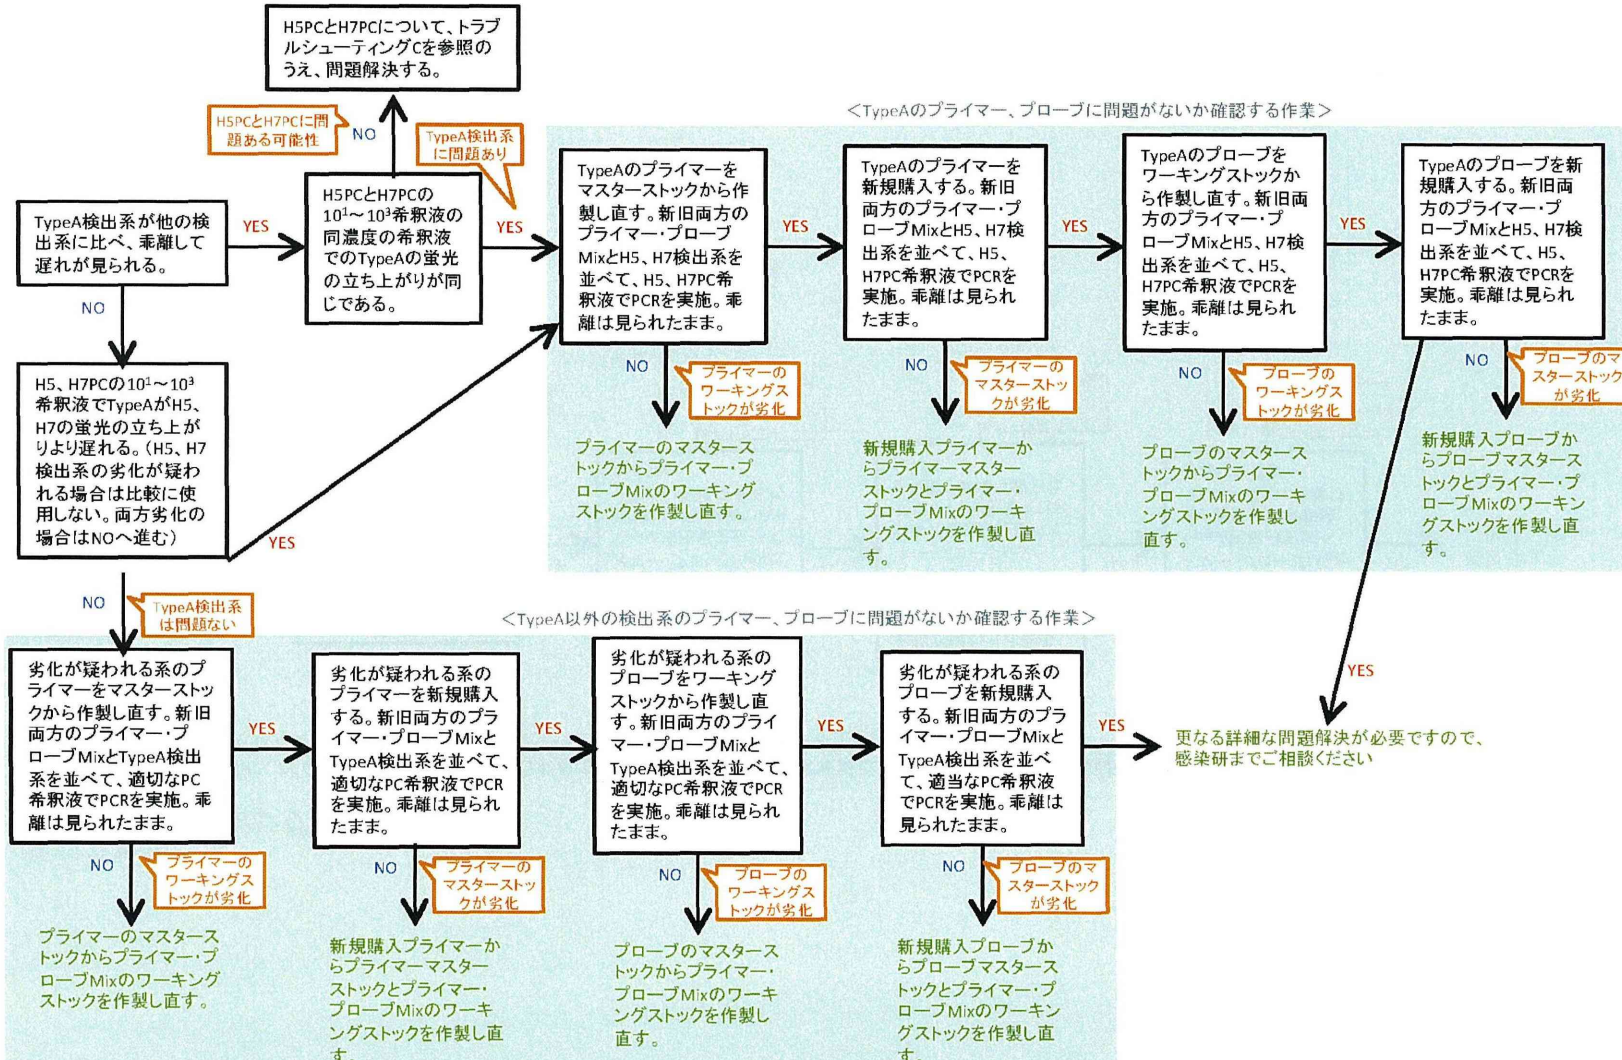 H5PCとH7PCについて、トラ
ブルシューティングCを参照の
うえ、問題解決する。
H5PCとH7PCに問
題ある可能性
NO
TypeA検出系
に問題あり
<TypeAのプライマー、プローブに問題がないか確認する作業>
TypeA検出系が他の検
出系に比べ、乖離して
遅れが見られる。
YES
H5PCとH7PCの
10¹~10³希釈液の
同濃度の希釈液
でのTypeAの蛍光
の立ち上がりが同
じである。
YES
TypeAのプライマーを
マスターストックから作
製し直す。新旧両方の
プライマー・プローブ
MixとH5、H7検出系を
並べて、H5、H7PC希
釈液でPCRを実施。乖
離は見られたまま。
YES
TypeAのプライマーを
新規購入する。新旧
両方のプライマー・プ
ローブMixとH5、H7検
出系を並べて、H5、
H7PC希釈液でPCRを
実施。乖離は見られ
たまま。
YES
TypeAのプローブを
ワーキングストック
から作製し直す。新旧
両方のプライマー・プ
ローブMixとH5、H7検
出系を並べて、H5、
H7PC希釈液でPCRを
実施。乖離は見られ
たまま。
YES
TypeAのプローブを新
規購入する。新旧両
方のプライマー・プ
ローブMixとH5、H7検
出系を並べて、H5、
H7PC希釈液でPCRを
実施。乖離は見られ
たまま。
NO
H5、H7PCの10¹~10³
希釈液でTypeAがH5、
H7の蛍光の立ち上が
りより遅れる。(H5、H7
検出系の劣化が疑わ
れる場合は比較に使
用しない。両方劣化の
場合はNOへ進む)
YES
NO
プライマーの
ワーキングス
トックが劣化
プライマーのマスタース
トックからプライマー・プ
ローブMixのワーキング
ストックを作製し直す。
NO
プライマーの
マスターストッ
クが劣化
新規購入プライマーか
らプライマーマスター
ストックとプライマー・
プローブMixのワーキ
ングストックを作製し直
す。
NO
プローブの
ワーキングス
トックが劣化
プローブのマスタース
トックからプライマー・
プローブMixのワーキ
ングストックを作製し
直す。
NO
プローブのマ
スターストック
が劣化
新規購入プローブか
らプローブマスタース
トックとプライマー・プ
ローブMixのワーキン
グストックを作製し直
す。
NO
TypeA検出系
は問題ない
<TypeA以外の検出系のプライマー、プローブに問題がないか確認する作業>
劣化が疑われる系のプ
ライマーをマスターストッ
クから作製し直す。新旧
両方のプライマー・プ
ローブMixとTypeA検出
系を並べて、適切なPC
希釈液でPCRを実施。乖
離は見られたまま。
YES
劣化が疑われる系の
プライマーを新規購入
する。新旧両方のプラ
イマー・プローブMixと
TypeA検出系を並べて、
適切なPC希釈液でPCR
を実施。乖離は見られ
たまま。
YES
劣化が疑われる系の
プローブをワーキング
ストックから作製し直
す。新旧両方のプライ
マー・プローブMixと
TypeA検出系を並べて、
適切なPC希釈液でPCR
を実施。乖離は見られ
たまま。
YES
劣化が疑われる系の
プローブを新規購入
する。新旧両方のプラ
イマー・プローブMixと
TypeA検出系を並べ
て、適当なPC希釈液
でPCRを実施。乖離は
見られたまま。
YES
YES
更なる詳細な問題解決が必要ですので、
感染研までご相談ください
NO
プライマーの
ワーキングス
トックが劣化
プライマーのマスタース
トックからプライマー・プ
ローブMixのワーキング
ストックを作製し直す。
NO
プライマーの
マスターストッ
クが劣化
新規購入プライマーか
らプライマーマスター
ストックとプライマー・
プローブMixのワーキ
ングストックを作製し直
す。
NO
プローブの
ワーキングス
トックが劣化
プローブのマスタース
トックからプライマー・
プローブMixのワーキ
ングストックを作製し
直す。
NO
プローブのマ
スターストック
が劣化
新規購入プローブか
らプローブマスタース
トックとプライマー・プ
ローブMixのワーキン
グストックを作製し直
す。